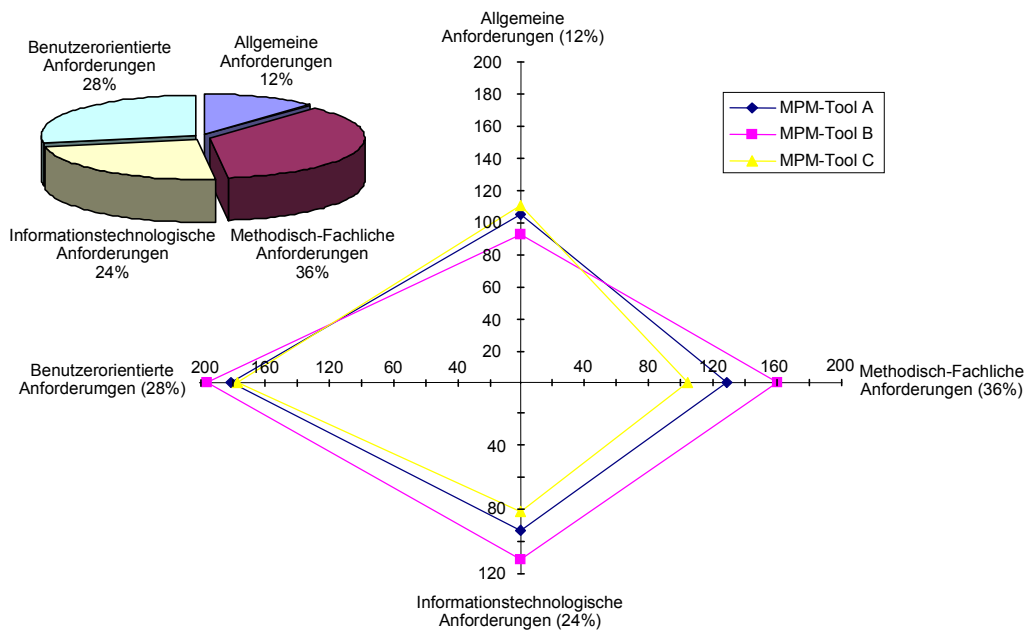 Allgemeine
Anforderungen (12%)
Benutzerorientierte
Anforderungen
28%
Allgemeine
Anforderungen
12%
Informationstechnologische
Anforderungen
24%
Methodisch-Fachliche
Anforderungen
36%
MPM-Tool A
MPM-Tool B
MPM-Tool C
200
180
160
140
120
100
80
60
40
20
Benutzerorientierte
Anforderumgen (28%)
200 160 120 60 40
40 80 120 160 200
Methodisch-Fachliche
Anforderungen (36%)
40
80
120
Informationstechnologische
Anforderungen (24%)